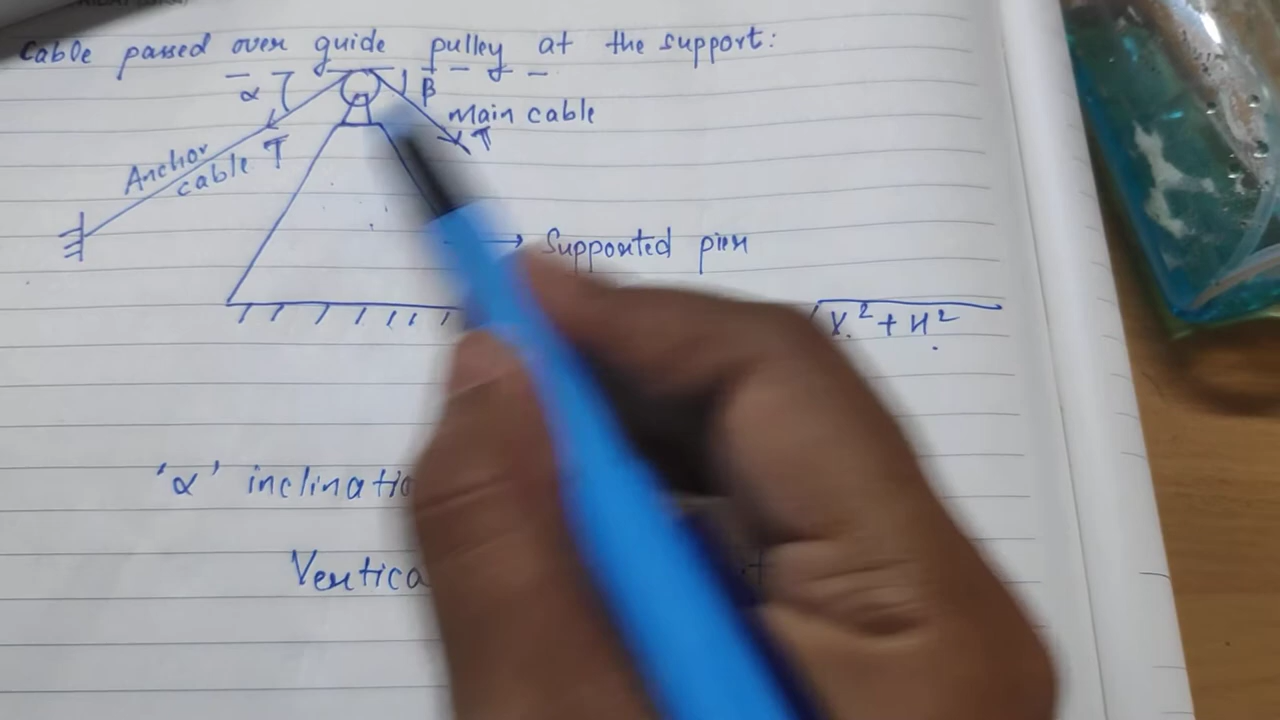 Cable passed over guide pulley at the support:
α β
Main cable
T
Anchor cable T
Supported pier
X² + H²
'α' inclinatio
Vertica